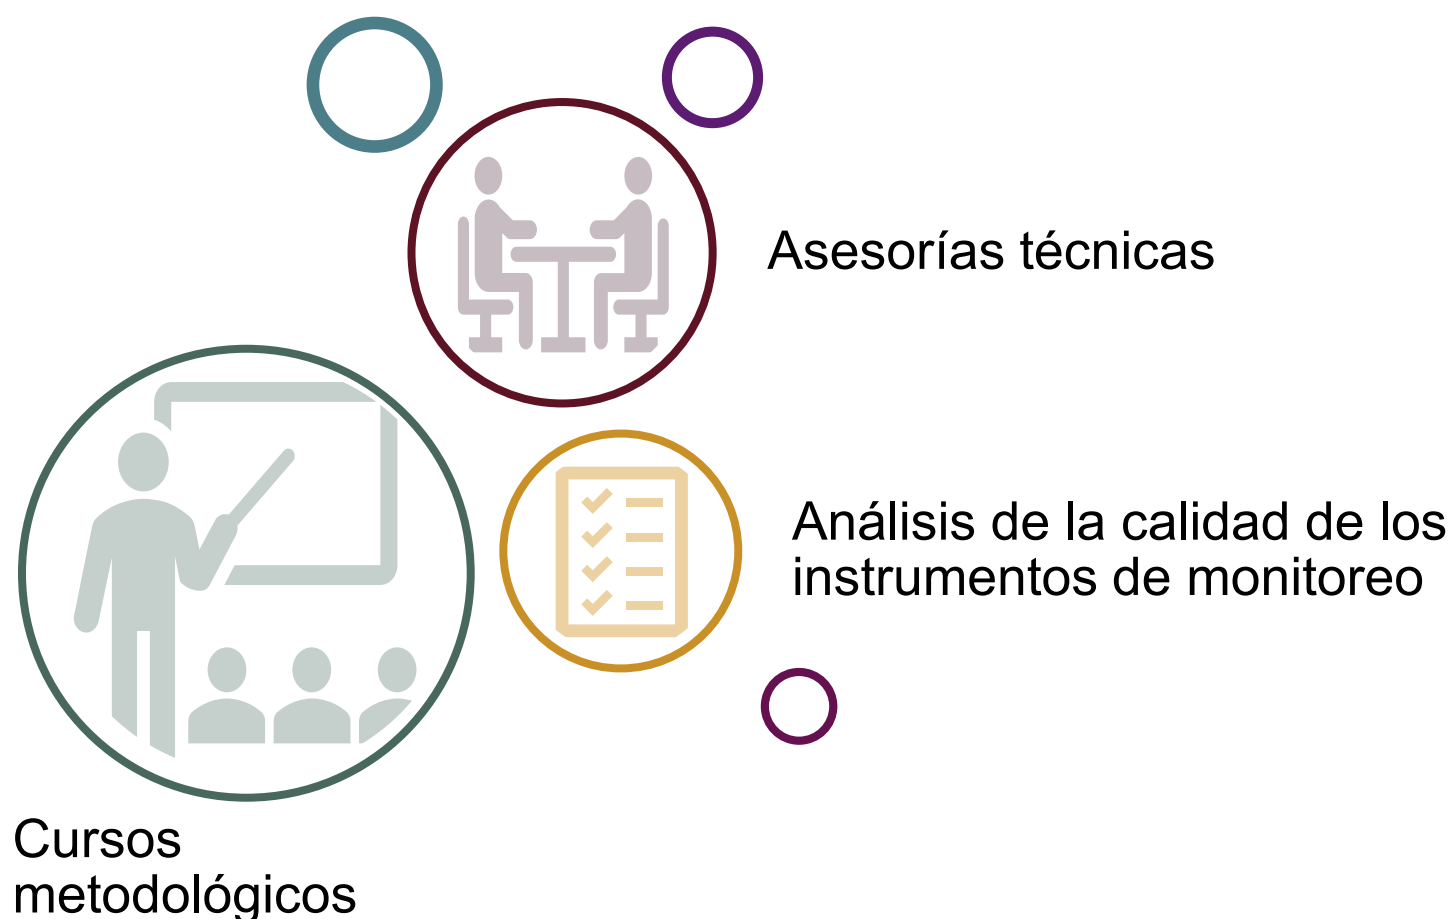 Asesorías técnicas
Análisis de la calidad de los
instrumentos de monitoreo
Cursos
metodológicos